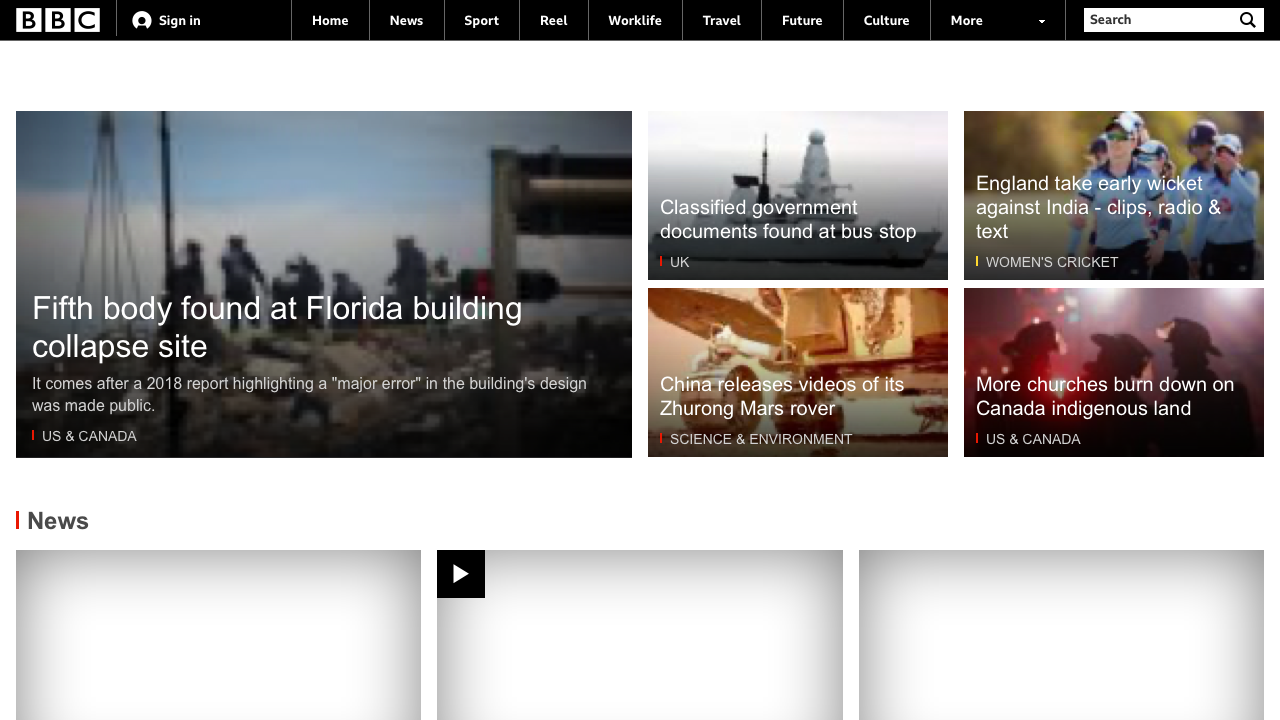 BBC
Sign in
Home
News
Sport
Reel
Worklife
Travel
Future
Culture
More
Search
Fifth body found at Florida building
collapse site
It comes after a 2018 report highlighting a "major error" in the building's design
was made public.
US & CANADA
Classified government
documents found at bus stop
UK
England take early wicket
against India - clips, radio &
text
WOMEN'S CRICKET
China releases videos of its
Zhurong Mars rover
SCIENCE & ENVIRONMENT
More churches burn down on
Canada indigenous land
US & CANADA
News